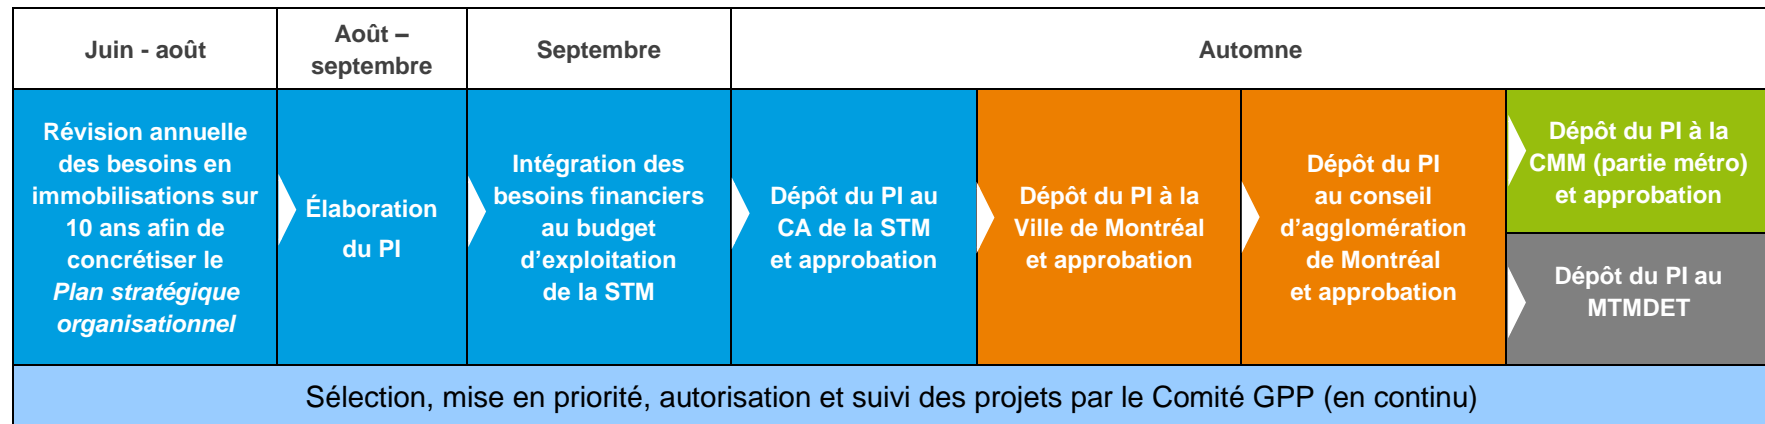 Juin - août
Août –
septembre
Septembre
Automne
Révision annuelle
des besoins en
immobilisations sur
10 ans afin de
concrétiser le
Plan stratégique
organisationnel
Élaboration
du PI
Intégration des
besoins financiers
au budget
d’exploitation
de la STM
Dépôt du PI au
CA de la STM
et approbation
Dépôt du PI à la
Ville de Montréal
et approbation
Dépôt du PI
au conseil
d’agglomération
de Montréal
et approbation
Dépôt du PI à la
CMM (partie métro)
et approbation
Dépôt du PI au
MTMDET
Sélection, mise en priorité, autorisation et suivi des projets par le Comité GPP (en continu)